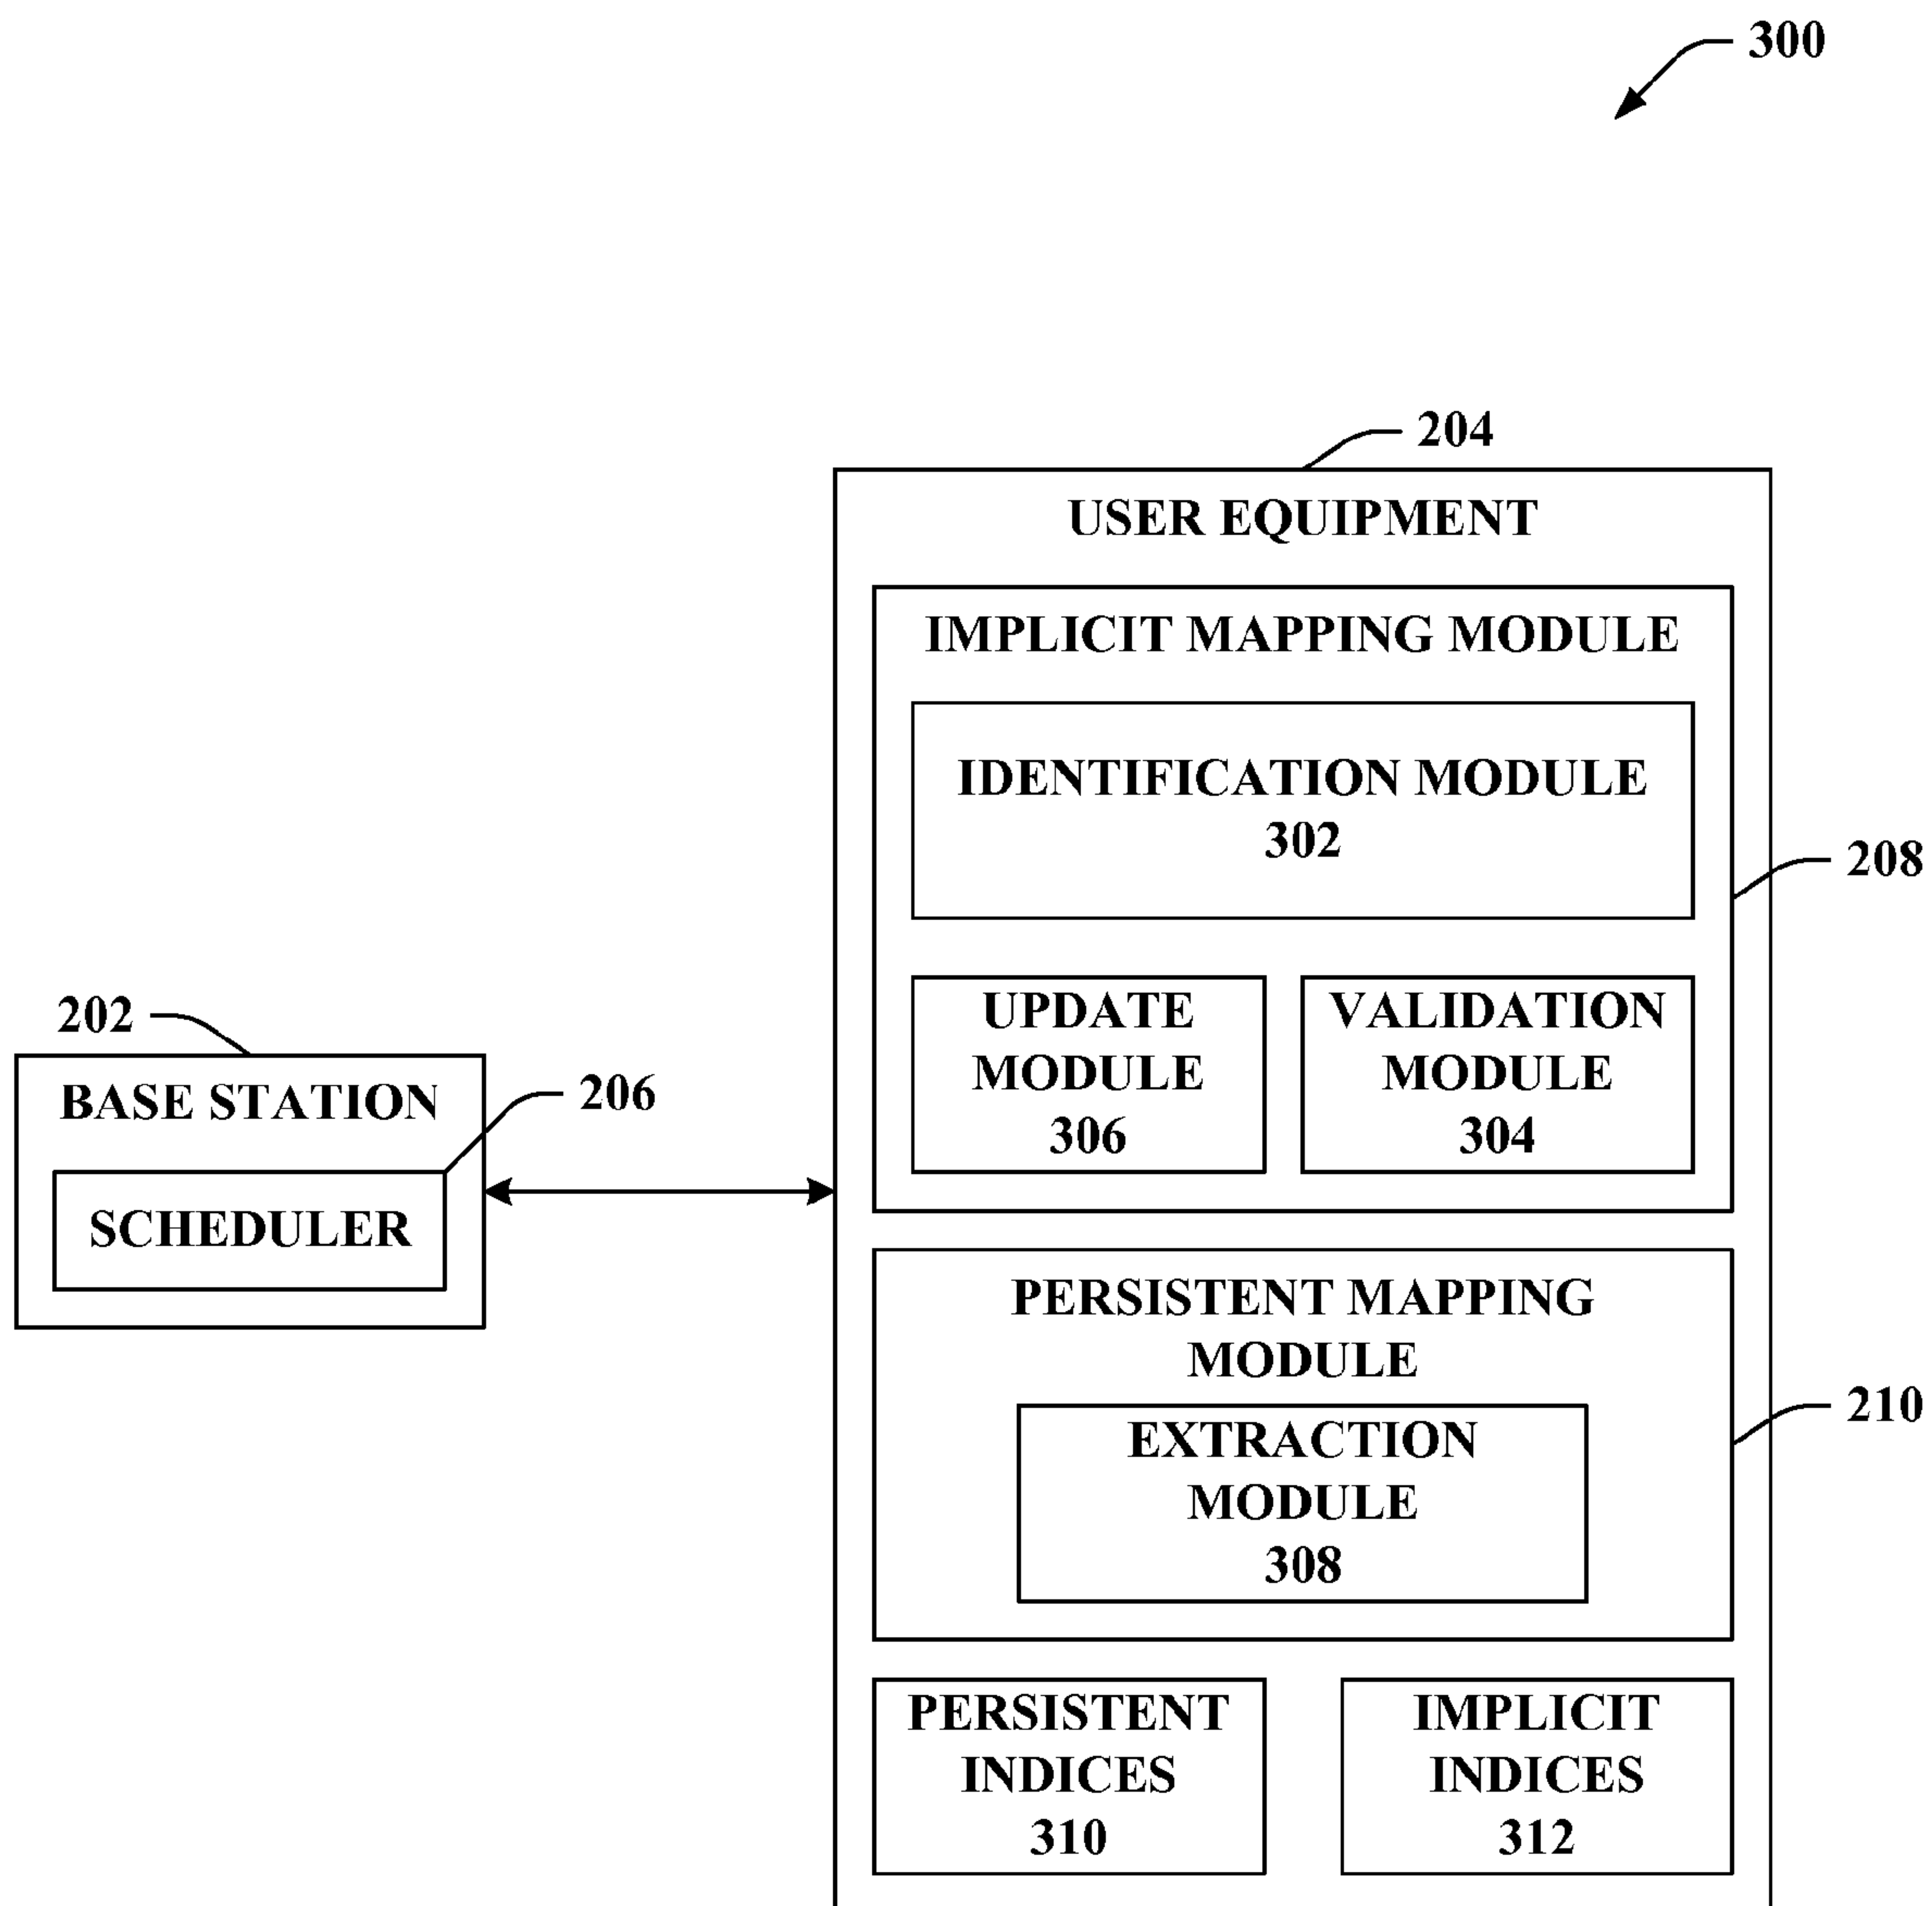 300
204
USER EQUIPMENT
IMPLICIT MAPPING MODULE
IDENTIFICATION MODULE
302
208
UPDATE
MODULE
306
VALIDATION
MODULE
304
202
BASE STATION
206
SCHEDULER
PERSISTENT MAPPING
MODULE
EXTRACTION
MODULE
308
210
PERSISTENT
INDICES
310
IMPLICIT
INDICES
312